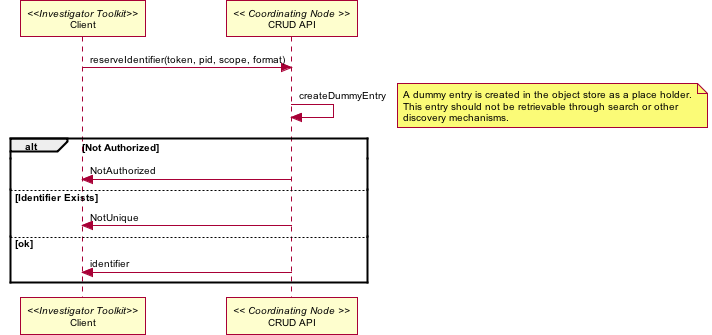 <<Investigator Toolkit>>
Client
<< Coordinating Node >>
CRUD API
reserveIdentifier(token, pid, scope, format)
createDummyEntry
A dummy entry is created in the object store as a place holder.
This entry should not be retrievable through search or other
discovery mechanisms.
alt
[Not Authorized]
NotAuthorized
[Identifier Exists]
NotUnique
[ok]
identifier
<<Investigator Toolkit>>
Client
<< Coordinating Node >>
CRUD API